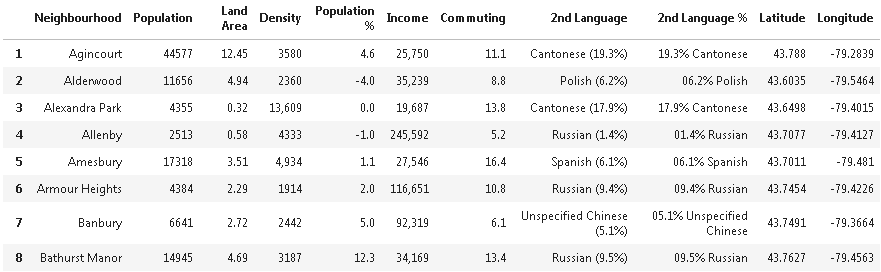 Neighbourhood Population Land Area Density Population % Income Commuting 2nd Language 2nd Language % Latitude Longitude
1 Agincourt 44577 12.45 3580 4.6 25,750 11.1 Cantonese (19.3%) 19.3% Cantonese 43.788 -79.2839
2 Alderwood 11656 4.94 2360 -4.0 35,239 8.8 Polish (6.2%) 06.2% Polish 43.6035 -79.5464
3 Alexandra Park 4355 0.32 13,609 0.0 19,687 13.8 Cantonese (17.9%) 17.9% Cantonese 43.6498 -79.4015
4 Allenby 2513 0.58 4333 -1.0 245,592 5.2 Russian (1.4%) 01.4% Russian 43.7077 -79.4127
5 Amesbury 17318 3.51 4,934 1.1 27,546 16.4 Spanish (6.1%) 06.1% Spanish 43.7011 -79.481
6 Armour Heights 4384 2.29 1914 2.0 116,651 10.8 Russian (9.4%) 09.4% Russian 43.7454 -79.4226
7 Banbury 6641 2.72 2442 5.0 92,319 6.1 Unspecified Chinese (5.1%) 05.1% Unspecified Chinese 43.7491 -79.3664
8 Bathurst Manor 14945 4.69 3187 12.3 34,169 13.4 Russian (9.5%) 09.5% Russian 43.7627 -79.4563